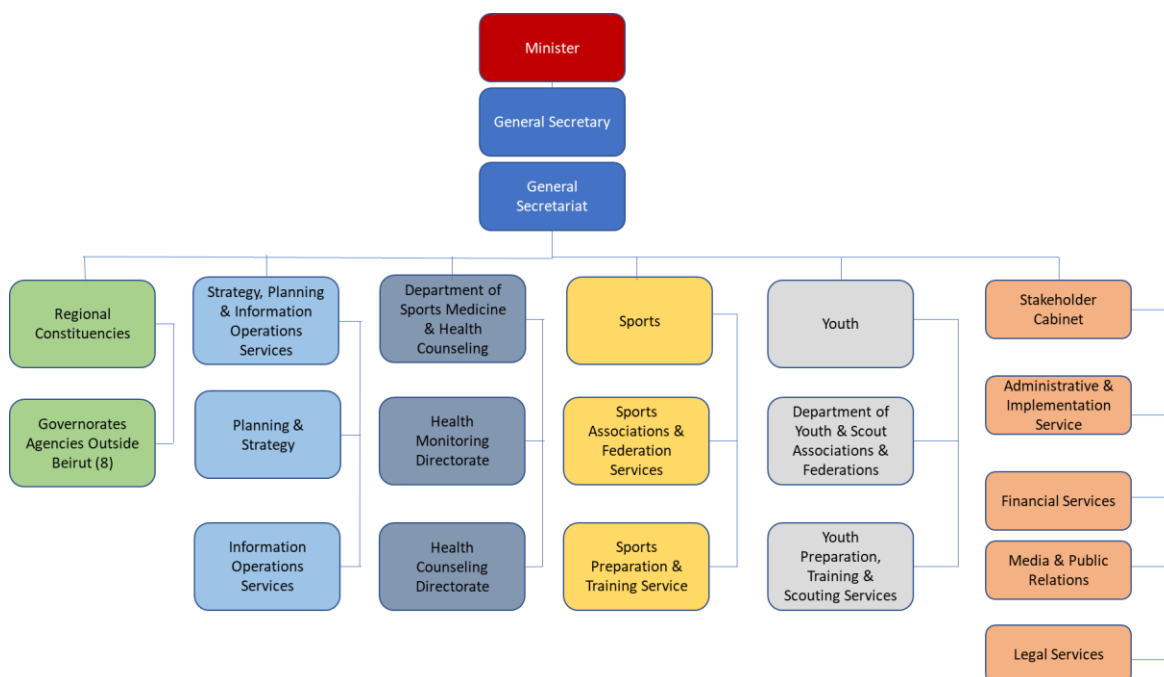 Minister
General Secretary
General
Secretariat
Regional
Constituencies
Strategy, Planning
& Information
Operations
Services
Department of
Sports Medicine
& Health
Counseling
Sports
Youth
Stakeholder
Cabinet
Governorates
Agencies Outside
Beirut (8)
Planning &
Strategy
Health
Monitoring
Directorate
Sports
Associations &
Federation
Services
Department of
Youth & Scout
Associations &
Federations
Administrative &
Implementation
Service
Information
Operations
Services
Health
Counseling
Directorate
Sports
Preparation &
Training Service
Youth
Preparation,
Training &
Scouting Services
Financial Services
Media & Public
Relations
Legal Services